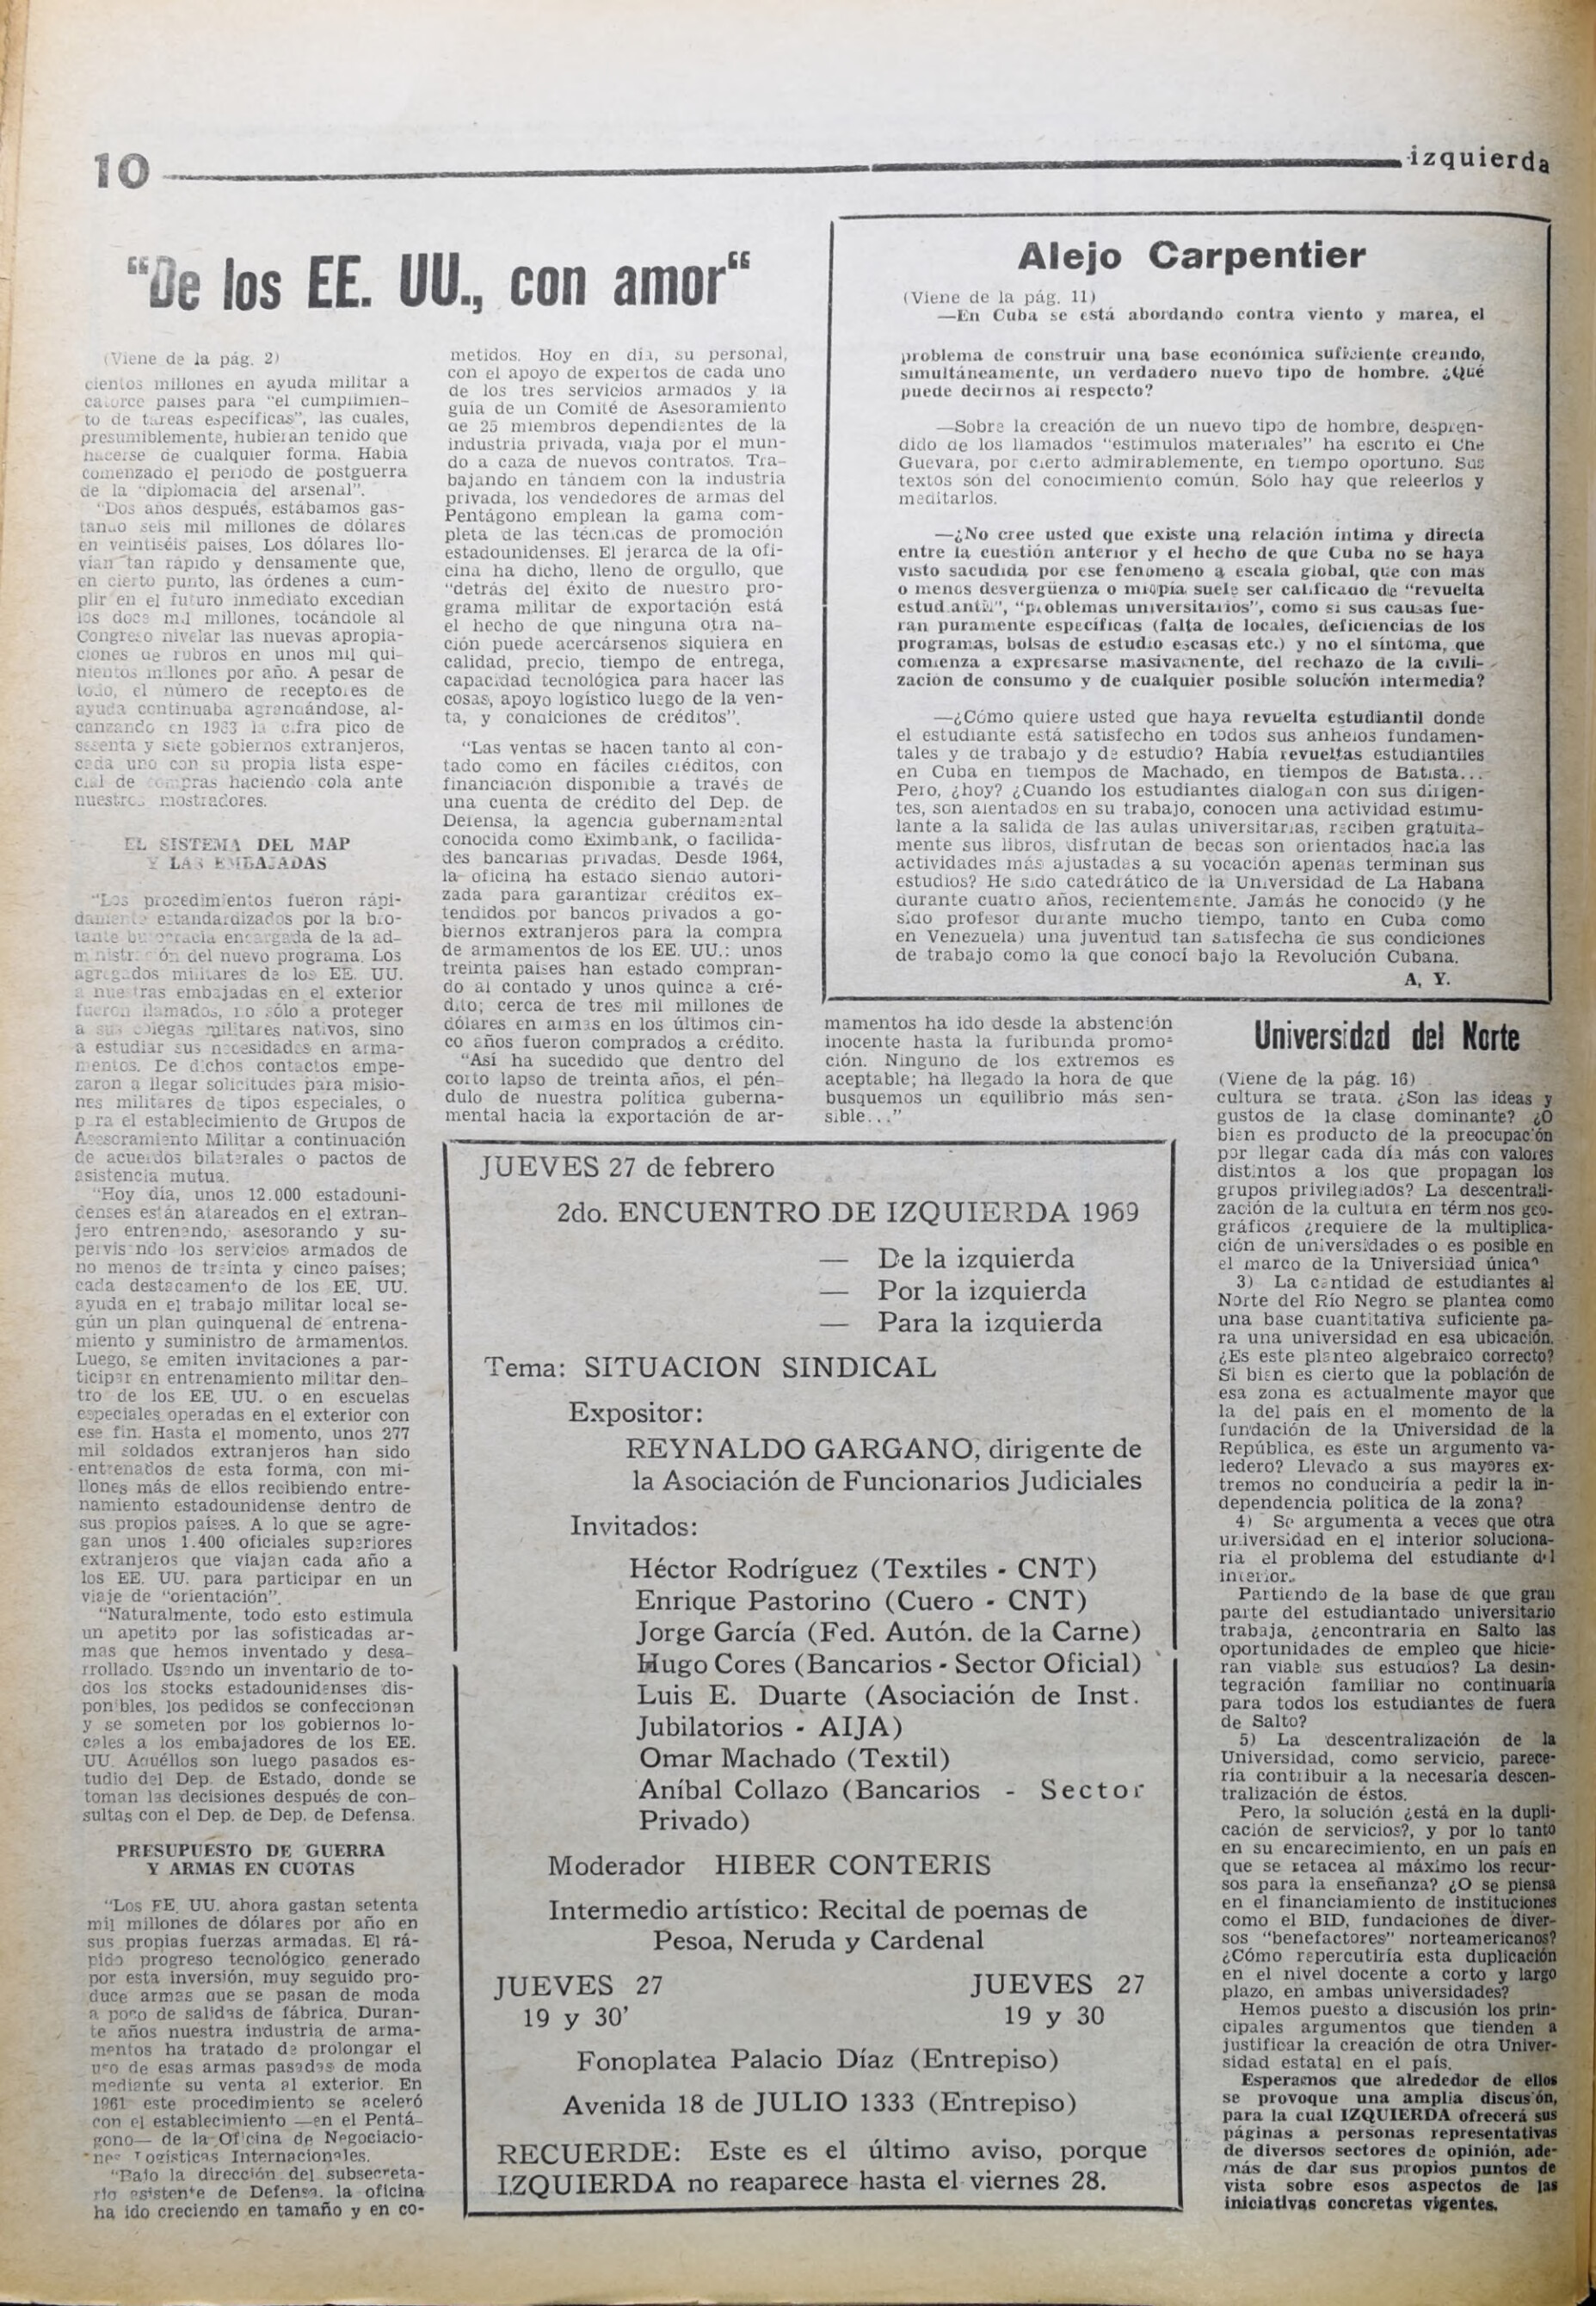 10
izquierda
“De los EE. UU., con amor“
(Viene de la pág. 2)
cientos millones en ayuda militar a
catorce países para “el cumplimien-
to de tareas específicas”, las cuales,
presumiblemente, hubieran tenido que
hacerse de cualquier forma. Había
comenzado el período de postguerra
de la “diplomacia del arsenal”.
“Dos años después, estábamos gas-
tando seis mil millones de dólares
en veintiséis países. Los dólares llo-
vían tan rápido y densamente que,
en cierto punto, las órdenes a cum-
plir en el futuro inmediato excedían
los doce mil millones, tocándole al
Congreso nivelar las nuevas apropia-
ciones de rubros en unos mil qui-
nientos millones por año. A pesar de
todo, el número de receptores de
ayuda continuaba agrandándose, al-
canzando en 1963 la cifra pico de
sesenta y siete gobiernos extranjeros,
cada uno con su propia lista espe-
cial de compras haciendo cola ante
nuestros mostradores.
EL SISTEMA DEL MAP
Y LAS EMBAJADAS
“Los procedimientos fueron rápi-
damente estandardizados por la bro-
tante burocracia encargada de la ad-
ministración del nuevo programa. Los
agregados militares de los EE. UU.
a nuestras embajadas en el exterior
fueron llamados, no sólo a proteger
a sus colegas militares nativos, sino
a estudiar sus necesidades en arma-
mentos. De dichos contactos empe-
zaron a llegar solicitudes para misio-
nes militares de tipos especiales, o
para el establecimiento de Grupos de
Asesoramiento Militar a continuación
de acuerdos bilaterales o pactos de
asistencia mutua.
“Hoy día, unos 12.000 estadouni-
denses están atareados en el extran-
jero entrenando, asesorando y su-
pervisando los servicios armados de
no menos de treinta y cinco países;
cada destacamento de los EE. UU.
ayuda en el trabajo militar local se-
gún un plan quinquenal de entrena-
miento y suministro de armamentos.
Luego, se emiten invitaciones a par-
ticipar en entrenamiento militar den-
tro de los EE. UU. o en escuelas
especiales operadas en el exterior con
ese fin. Hasta el momento, unos 277
mil soldados extranjeros han sido
entrenados de esta forma, con mi-
llones más de ellos recibiendo entre-
namiento estadounidense dentro de
sus propios países. A lo que se agre-
gan unos 1.400 oficiales superiores
extranjeros que viajan cada año a
los EE. UU. para participar en un
viaje de “orientación”.
“Naturalmente, todo esto estimula
un apetito por las sofisticadas ar-
mas que hemos inventado y desa-
rrollado. Usando un inventario de to-
dos los stocks estadounidenses dis-
ponibles, los pedidos se confeccionan
y se someten por los gobiernos lo-
cales a los embajadores de los EE.
UU. Aquéllos son luego pasados es-
tudio del Dep. de Estado, donde se
toman las decisiones después de con-
sultas con el Dep. de Dep. de Defensa.
PRESUPUESTO DE GUERRA
Y ARMAS EN CUOTAS
“Los EE. UU. ahora gastan setenta
mil millones de dólares por año en
sus propias fuerzas armadas. El rá-
pido progreso tecnológico generado
por esta inversión, muy seguido pro-
duce armas que se pasan de moda
a poco de salidas de fábrica. Duran-
te años nuestra industria de arma-
mentos ha tratado de prolongar el
uso de esas armas pasadas de moda
mediante su venta al exterior. En
1961 este procedimiento se aceleró
con el establecimiento —en el Pentá-
gono— de la Oficina de Negociacio-
nes Logísticas Internacionales.
“Bajo la dirección del subsecreta-
rio asistente de Defensa, la oficina
ha ido creciendo en tamaño y en co-
metidos. Hoy en día, su personal,
con el apoyo de expertos de cada uno
de los tres servicios armados y la
guía de un Comité de Asesoramiento
de 25 miembros dependientes de la
industria privada, viaja por el mun-
do a caza de nuevos contratos. Tra-
bajando en tándem con la industria
privada, los vendedores de armas del
Pentágono emplean la gama com-
pleta de las técnicas de promoción
estadounidenses. El jerarca de la ofi-
cina ha dicho, lleno de orgullo, que
“detrás del éxito de nuestro pro-
grama militar de exportación está
el hecho de que ninguna otra na-
ción puede acercársenos siquiera en
calidad, precio, tiempo de entrega,
capacidad tecnológica para hacer las
cosas, apoyo logístico luego de la ven-
ta, y condiciones de créditos”.
“Las ventas se hacen tanto al con-
tado como en fáciles créditos, con
financiación disponible a través de
una cuenta de crédito del Dep. de
Defensa, la agencia gubernamental
conocida como Eximbank, o facilida-
des bancarias privadas. Desde 1964,
la oficina ha estado siendo autori-
zada para garantizar créditos ex-
tendidos por bancos privados a go-
biernos extranjeros para la compra
de armamentos de los EE. UU.: unos
treinta países han estado compran-
do al contado y unos quince a cré-
dito; cerca de tres mil millones de
dólares en armas en los últimos cin-
co años fueron comprados a crédito.
“Así ha sucedido que dentro del
corto lapso de treinta años, el pén-
dulo de nuestra política guberna-
mental hacia la exportación de ar-
mamentos ha ido desde la abstención
inocente hasta la furibunda promo-
ción. Ninguno de los extremos es
aceptable; ha llegado la hora de que
busquemos un equilibrio más sen-
sible...”
Alejo Carpentier
(Viene de la pág. 11)
—En Cuba se está abordando contra viento y marea, el
problema de construir una base económica suficiente creando,
simultáneamente, un verdadero nuevo tipo de hombre. ¿Qué
puede decirnos al respecto?
—Sobre la creación de un nuevo tipo de hombre, despren-
dido de los llamados “estímulos materiales” ha escrito el Che
Guevara, por cierto admirablemente, en tiempo oportuno. Sus
textos son del conocimiento común. Sólo hay que releerlos y
meditarlos.
—¿No cree usted que existe una relación íntima y directa
entre la cuestión anterior y el hecho de que Cuba no se haya
visto sacudida por ese fenomeno a escala global, que con más
o menos desvergüenza o miopía suele ser calificado de “revuelta
estudiantil”, “problemas universitarios”, como si sus causas fue-
ran puramente específicas (falta de locales, deficiencias de los
programas, bolsas de estudio escasas etc.) y no el síntoma, que
comienza a expresarse masivamente, del rechazo de la civili-
zación de consumo y de cualquier posible solución intermedia?
—¿Cómo quiere usted que haya revuelta estudiantil donde
el estudiante está satisfecho en todos sus anhelos fundamen-
tales y de trabajo y de estudio? Había revueltas estudiantiles
en Cuba en tiempos de Machado, en tiempos de Batista...
Pero, ¿hoy? ¿Cuando los estudiantes dialogan con sus dirigen-
tes, son alentados en su trabajo, conocen una actividad estimu-
lante a la salida de las aulas universitarias, reciben gratuita-
mente sus libros, disfrutan de becas son orientados hacia las
actividades más ajustadas a su vocación apenas terminan sus
estudios? He sido catedrático de la Universidad de La Habana
durante cuatro años, recientemente. Jamás he conocido (y he
sido profesor durante mucho tiempo, tanto en Cuba como
en Venezuela) una juventud tan satisfecha de sus condiciones
de trabajo como la que conocí bajo la Revolución Cubana.
A. Y.
JUEVES 27 de febrero
2do. ENCUENTRO DE IZQUIERDA 1969
— De la izquierda
— Por la izquierda
— Para la izquierda
Tema: SITUACION SINDICAL
Expositor:
REYNALDO GARGANO, dirigente de
la Asociación de Funcionarios Judiciales
Invitados:
Héctor Rodríguez (Textiles - CNT)
Enrique Pastorino (Cuero - CNT)
Jorge García (Fed. Autón. de la Carne)
Hugo Cores (Bancarios - Sector Oficial)
Luis E. Duarte (Asociación de Inst.
Jubilatorios - AIJA)
Omar Machado (Textil)
Aníbal Collazo (Bancarios - Sector
Privado)
Moderador HIBER CONTERIS
Intermedio artístico: Recital de poemas de
Pesoa, Neruda y Cardenal
JUEVES 27 JUEVES 27
19 y 30’ 19 y 30
Fonoplatea Palacio Díaz (Entrepiso)
Avenida 18 de JULIO 1333 (Entrepiso)
RECUERDE: Este es el último aviso, porque
IZQUIERDA no reaparece hasta el viernes 28.
Universidad del Norte
(Viene de la pág. 16)
cultura se trata. ¿Son las ideas y
gustos de la clase dominante? ¿O
bien es producto de la preocupación
por llegar cada día más con valores
distintos a los que propagan los
grupos privilegiados? La descentrali-
zación de la cultura en términos geo-
gráficos ¿requiere de la multiplica-
ción de universidades o es posible en
el marco de la Universidad única?
3) La cantidad de estudiantes al
Norte del Río Negro se plantea como
una base cuantitativa suficiente pa-
ra una universidad en esa ubicación.
¿Es este planteo algebraico correcto?
Si bien es cierto que la población de
esa zona es actualmente mayor que
la del país en el momento de la
fundación de la Universidad de la
República, es este un argumento va-
ledero? Llevado a sus mayores ex-
tremos no conduciría a pedir la in-
dependencia política de la zona?
4) Se argumenta a veces que otra
universidad en el interior soluciona-
ría el problema del estudiante del
interior.
Partiendo de la base de que gran
parte del estudiantado universitario
trabaja, ¿encontraría en Salto las
oportunidades de empleo que hicie-
ran viable sus estudios? La desin-
tegración familiar no continuaría
para todos los estudiantes de fuera
de Salto?
5) La descentralización de la
Universidad, como servicio, parece-
ría contribuir a la necesaria descen-
tralización de éstos.
Pero, la solución ¿está en la dupli-
cación de servicios?, y por lo tanto
en su encarecimiento, en un país en
que se retacea al máximo los recur-
sos para la enseñanza? ¿O se piensa
en el financiamiento de instituciones
como el BID, fundaciones de diver-
sos “benefactores” norteamericanos?
¿Cómo repercutiría esta duplicación
en el nivel docente a corto y largo
plazo, en ambas universidades?
Hemos puesto a discusión los prin-
cipales argumentos que tienden a
justificar la creación de otra Univer-
sidad estatal en el país.
Esperamos que alrededor de ellos
se provoque una amplia discusión,
para la cual IZQUIERDA ofrecerá sus
páginas a personas representativas
de diversos sectores de opinión, ade-
más de dar sus propios puntos de
vista sobre esos aspectos de las
iniciativas concretas vigentes.